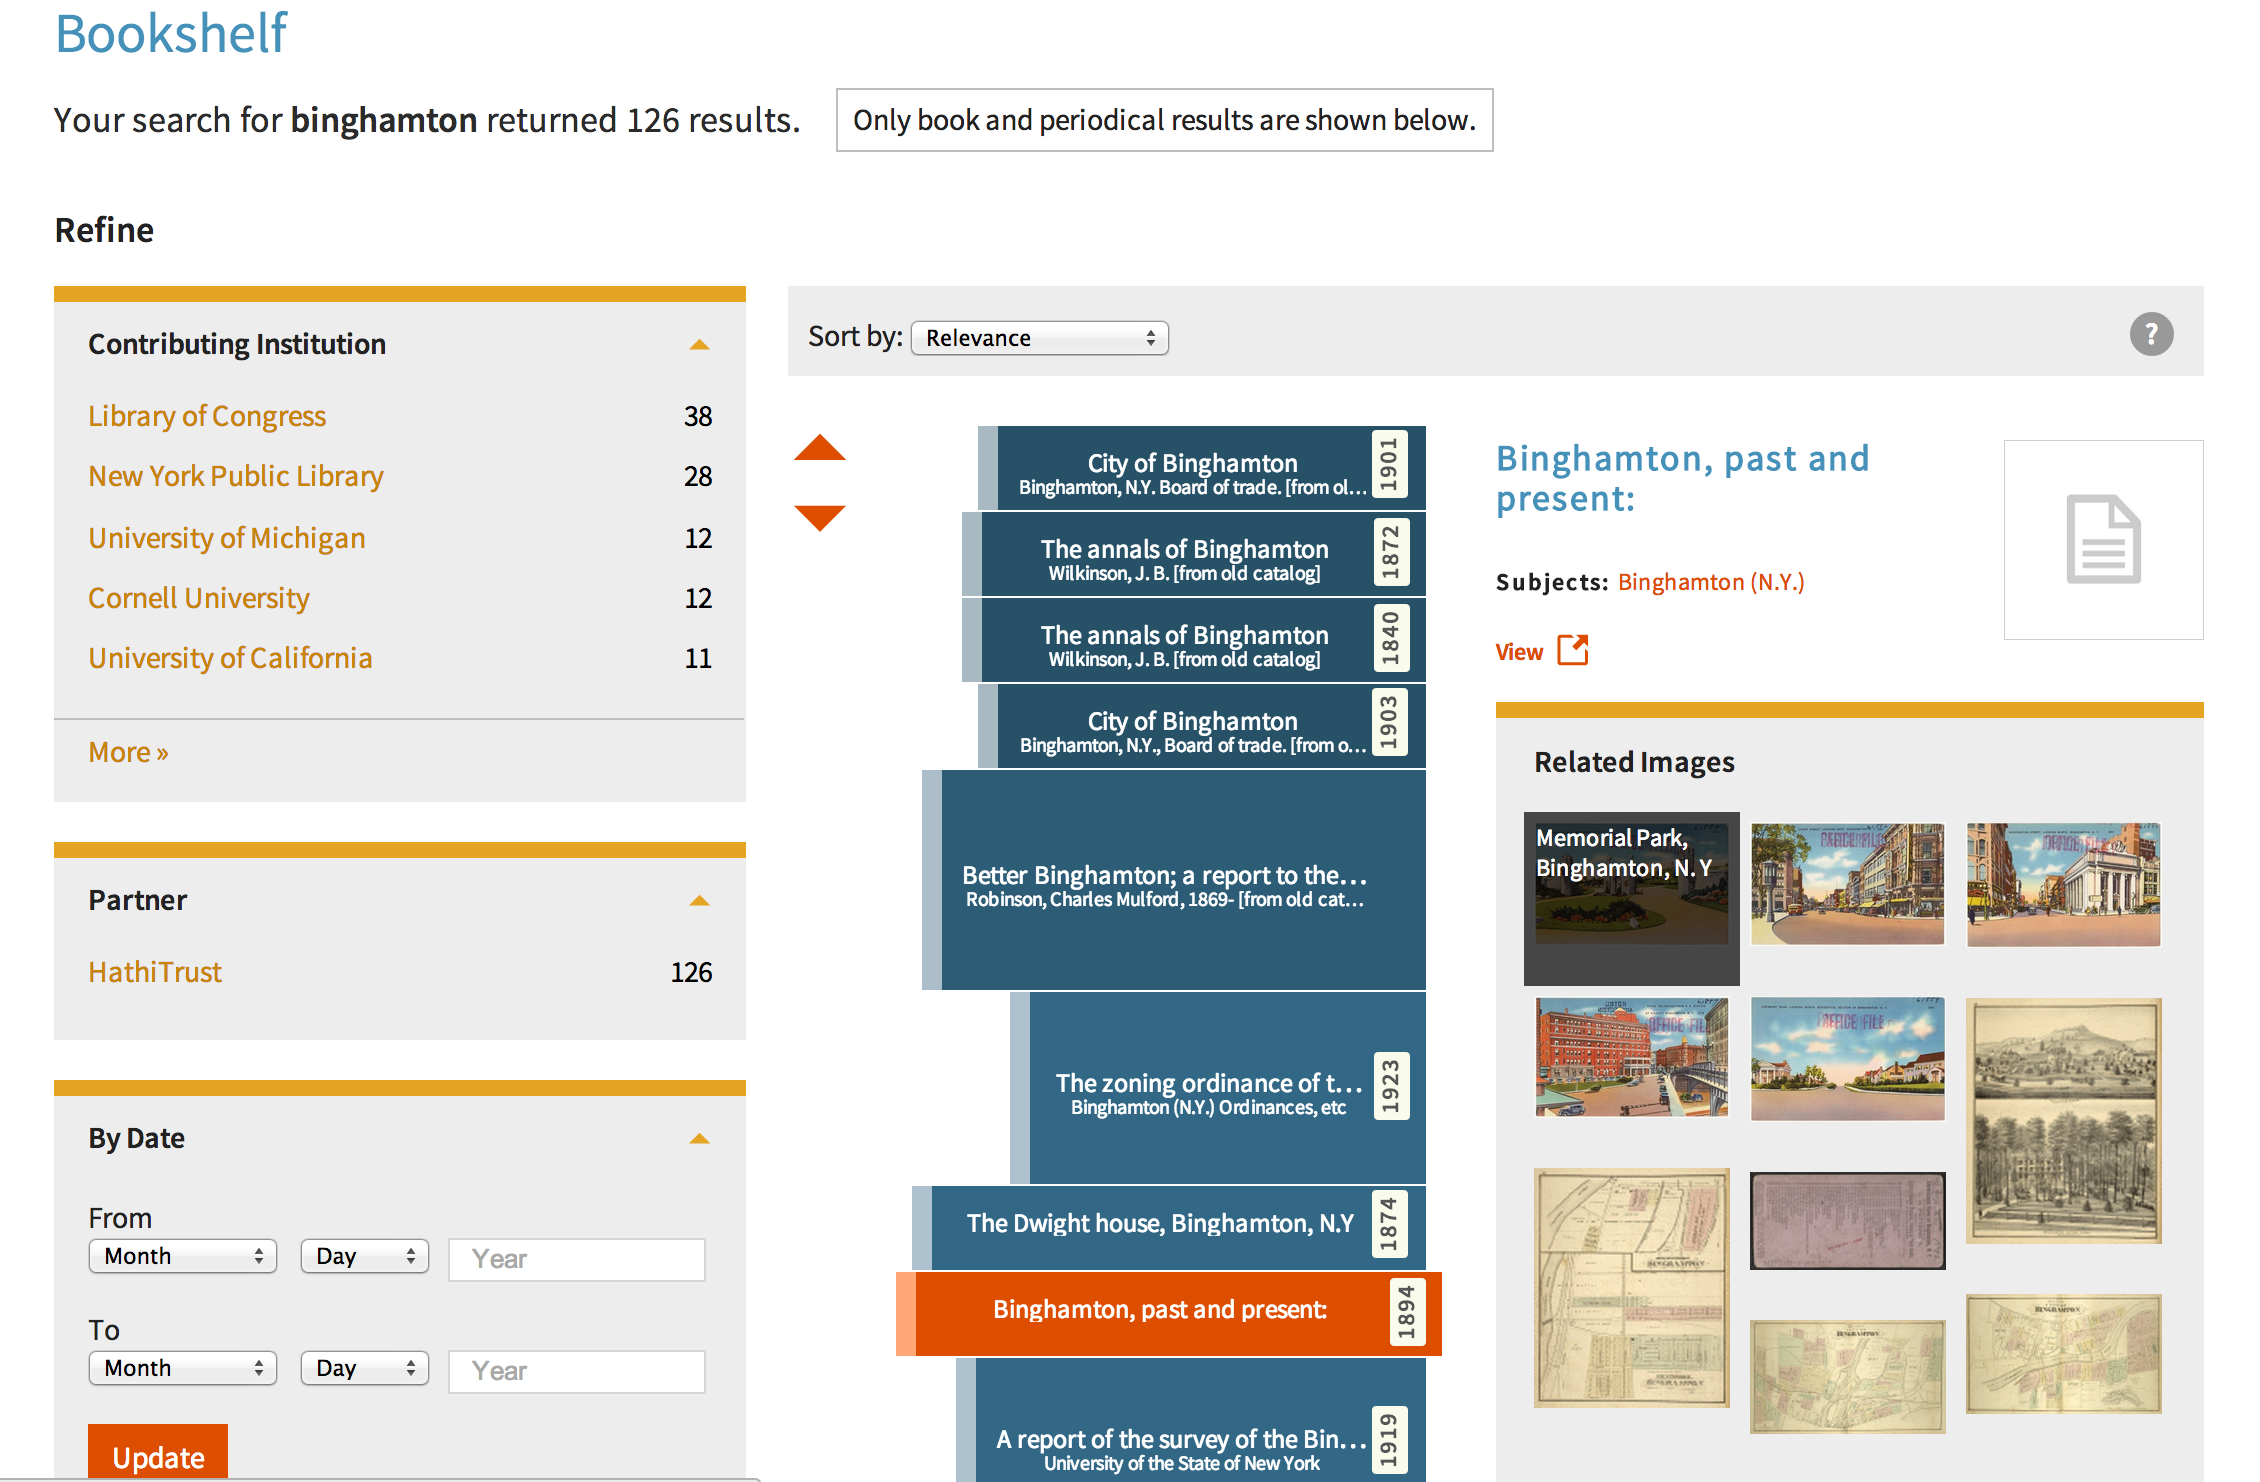 Bookshelf
Your search for binghamton returned 126 results.
Only book and periodical results are shown below.
Refine
Contributing Institution
Library of Congress 38
New York Public Library 28
University of Michigan 12
Cornell University 12
University of California 11
More »
Partner
HathiTrust 126
By Date
From
Month Day Year
To
Month Day Year
Update
Sort by: Relevance
?
City of Binghamton
Binghamton, N.Y. Board of trade. [from ol...
1901
The annals of Binghamton
Wilkinson, J. B. [from old catalog]
1872
The annals of Binghamton
Wilkinson, J. B. [from old catalog]
1840
City of Binghamton
Binghamton, N.Y., Board of trade. [from o...
1903
Better Binghamton; a report to the...
Robinson, Charles Mulford, 1869- [from old cat...
The zoning ordinance of t...
Binghamton (N.Y.) Ordinances, etc
1923
The Dwight house, Binghamton, N.Y
1874
Binghamton, past and present:
1894
A report of the survey of the Bin...
University of the State of New York
1919
Binghamton, past and
present:
Subjects: Binghamton (N.Y.)
View
Related Images
Memorial Park,
Binghamton, N. Y
OFFICE FILE
BINGHAMTON
BINGHAMTON